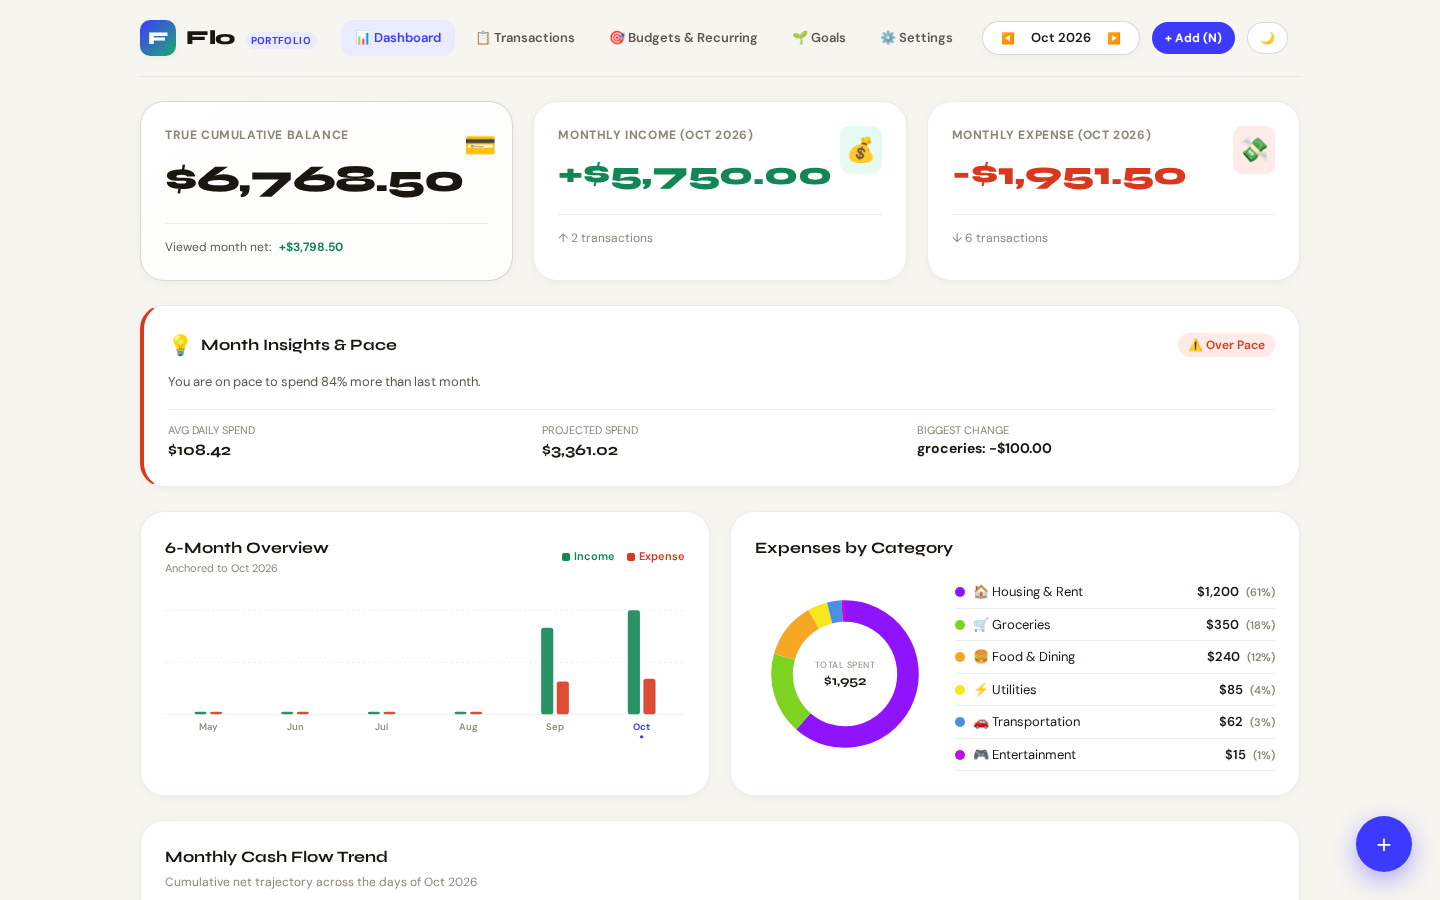 F Flo PORTFOLIO 📊 Dashboard 📋 Transactions 🎯 Budgets & Recurring 🌱 Goals ⚙️ Settings ◀ Oct 2026 ▶ + Add (N) 🌙
TRUE CUMULATIVE BALANCE
$6,768.50
Viewed month net: +$3,798.50
MONTHLY INCOME (OCT 2026)
+$5,750.00
↑ 2 transactions
MONTHLY EXPENSE (OCT 2026)
-$1,951.50
↓ 6 transactions
💡 Month Insights & Pace
⚠️ Over Pace
You are on pace to spend 84% more than last month.
AVG DAILY SPEND
$108.42
PROJECTED SPEND
$3,361.02
BIGGEST CHANGE
groceries: -$100.00
6-Month Overview
Anchored to Oct 2026
Income Expense
May Jun Jul Aug Sep Oct
Expenses by Category
TOTAL SPENT
$1,952
🏠 Housing & Rent $1,200 (61%)
🛒 Groceries $350 (18%)
🍔 Food & Dining $240 (12%)
⚡ Utilities $85 (4%)
🚗 Transportation $62 (3%)
🎮 Entertainment $15 (1%)
Monthly Cash Flow Trend
Cumulative net trajectory across the days of Oct 2026
+